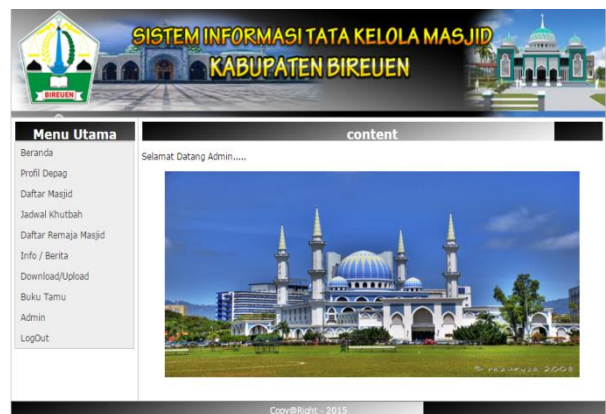 SISTEM INFORMASI TATA KELOLA MASJID
KABUPATEN BIREUEN
BIREUEN
Menu Utama
Beranda
Profil Depag
Daftar Masjid
Jadwal Khutbah
Daftar Remaja Masjid
Info / Berita
Download/Upload
Buku Tamu
Admin
LogOut
content
Selamat Datang Admin.....
Copy@Right - 2015